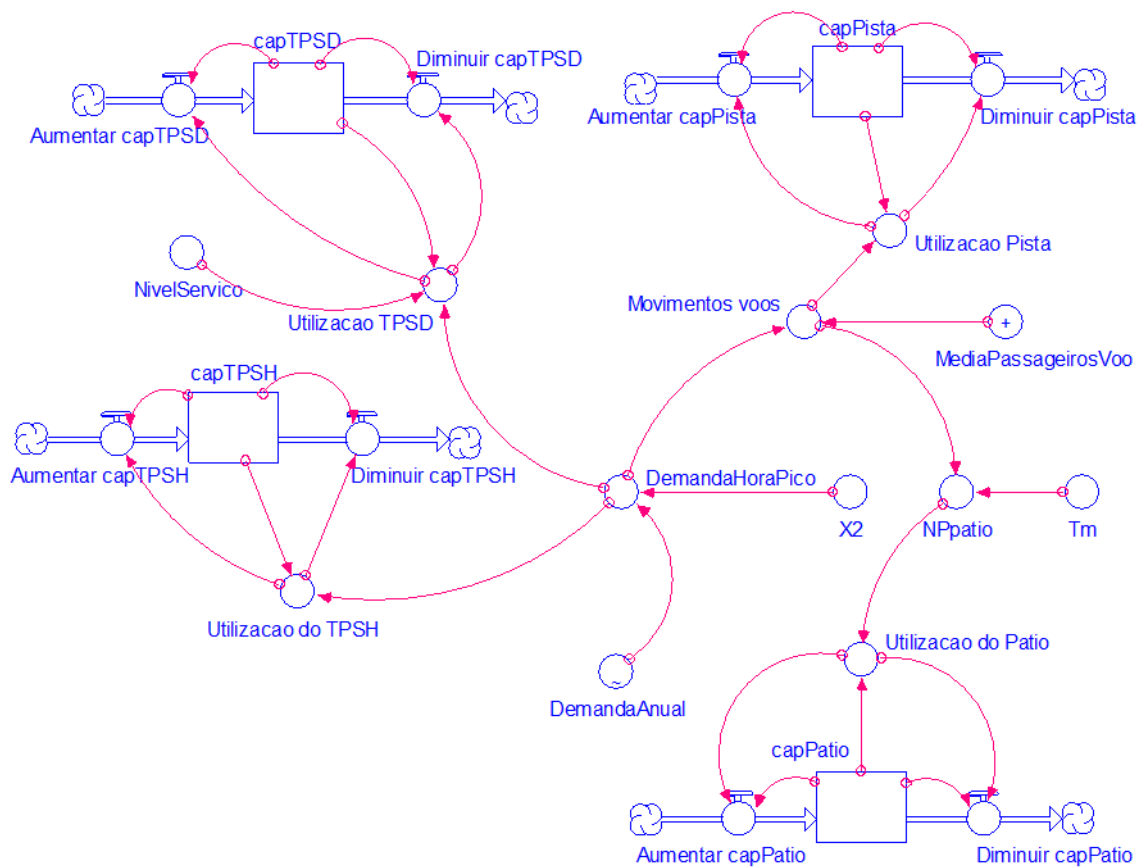 capTPSD
Diminuir capTPSD
Aumentar capTPSD
capPista
Aumentar capPista
Diminuir capPista
NivelServico
Utilizacao TPSD
Utilizacao Pista
Movimentos voos
+
MediaPassageirosVoo
capTPSH
Aumentar capTPSH
Diminuir capTPSH
DemandaHoraPico
X2
NPpatio
Tm
Utilizacao do TPSH
~
DemandaAnual
Utilizacao do Patio
capPatio
Aumentar capPatio
Diminuir capPatio